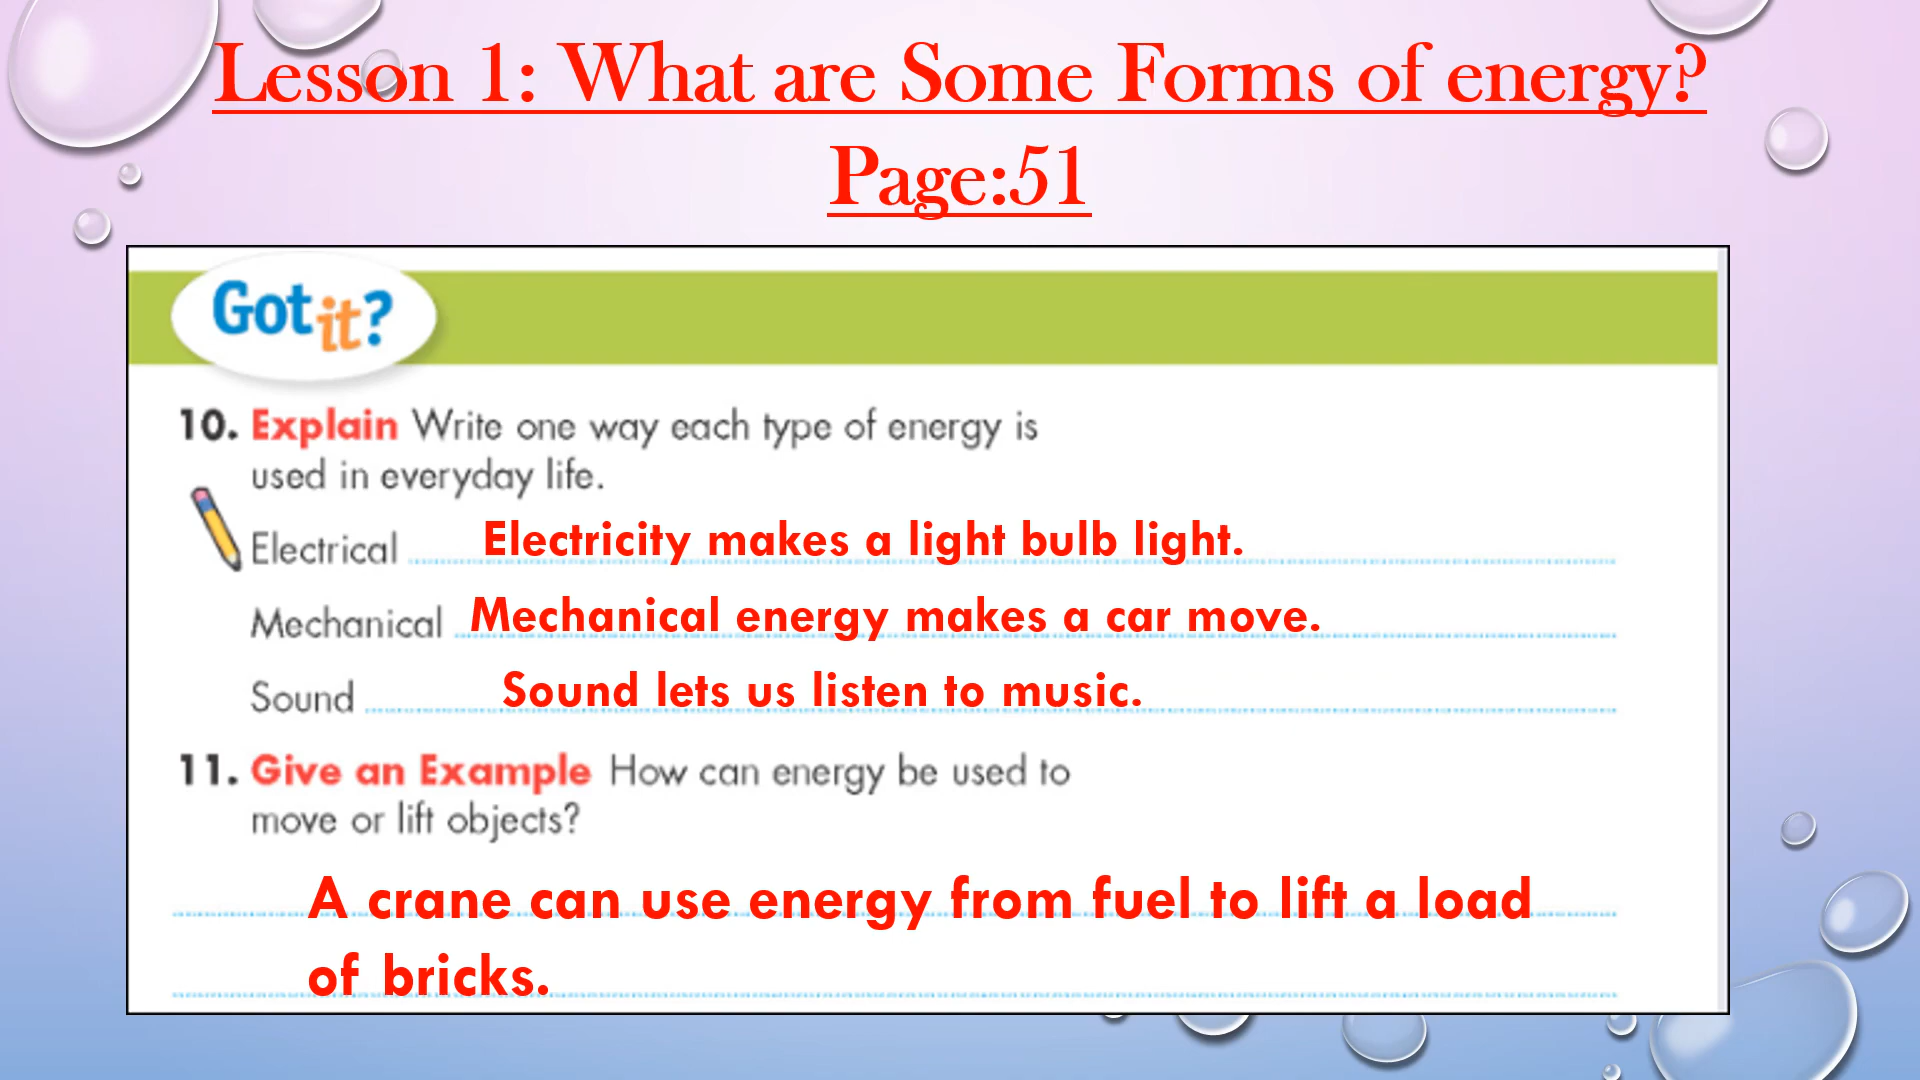 Lesson 1: What are Some Forms of energy?
Page:51
Got it?
10. Explain Write one way each type of energy is
used in everyday life.
Electrical Electricity makes a light bulb light.
Mechanical Mechanical energy makes a car move.
Sound Sound lets us listen to music.
11. Give an Example How can energy be used to
move or lift objects?
A crane can use energy from fuel to lift a load
of bricks.